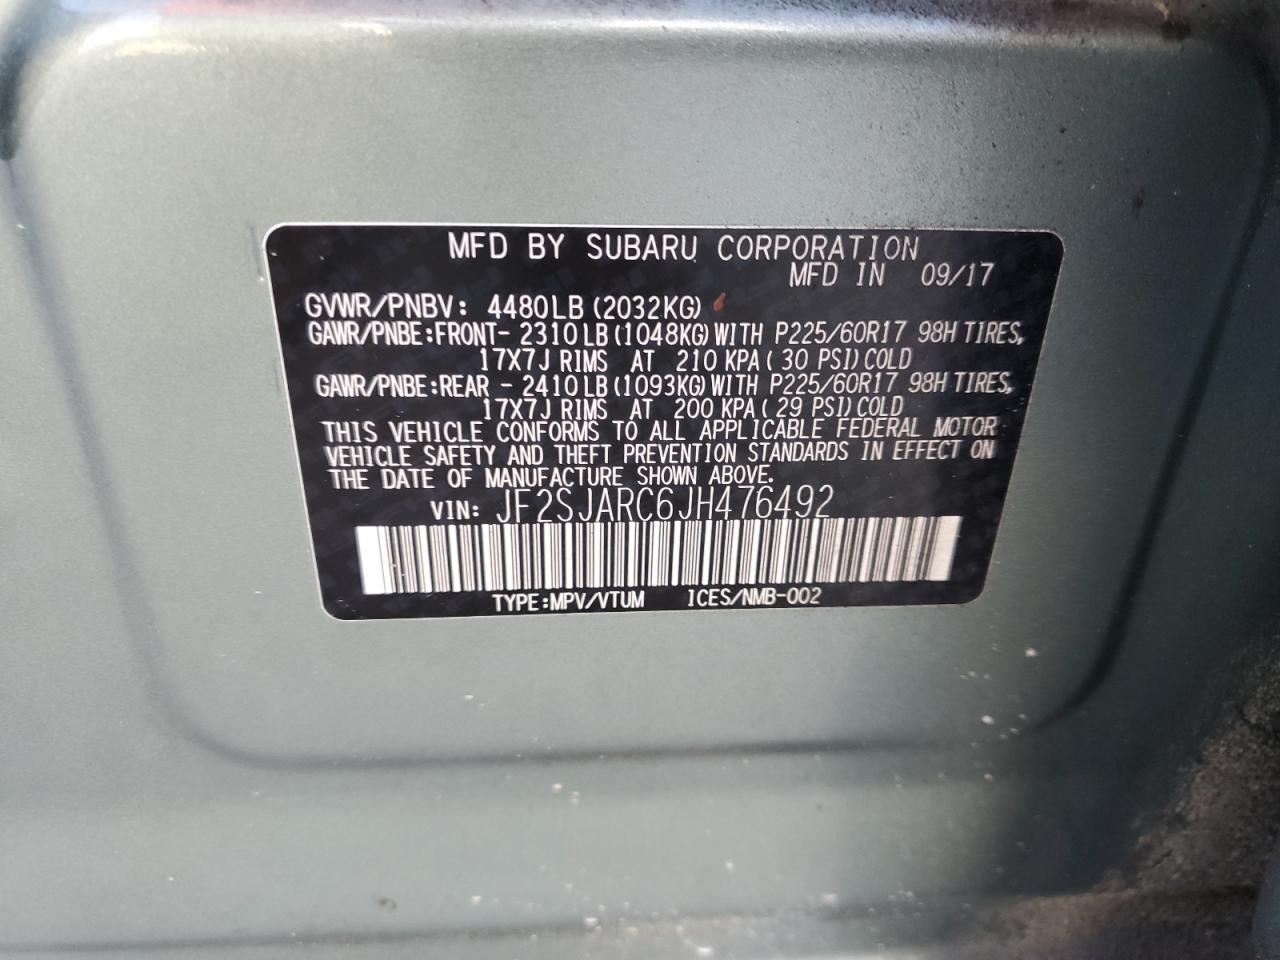 MFD BY SUBARU CORPORATION
MFD IN 09/17
GVWR/PNBV: 4480LB (2032KG)
GAWR/PNBE:FRONT- 2310 LB (1048KG) WITH P225/60R17 98H TIRES,
17X7J RIMS AT 210 KPA ( 30 PSI) COLD
GAWR/PNBE:REAR - 2410 LB (1093KG) WITH P225/60R17 98H TIRES,
17X7J RIMS AT 200 KPA ( 29 PSI) COLD
THIS VEHICLE CONFORMS TO ALL APPLICABLE FEDERAL MOTOR
VEHICLE SAFETY AND THEFT PREVENTION STANDARDS IN EFFECT ON
THE DATE OF MANUFACTURE SHOWN ABOVE.
VIN: JF2SJARC6JH476492
TYPE:MPV/VTUM ICES/NMB-002